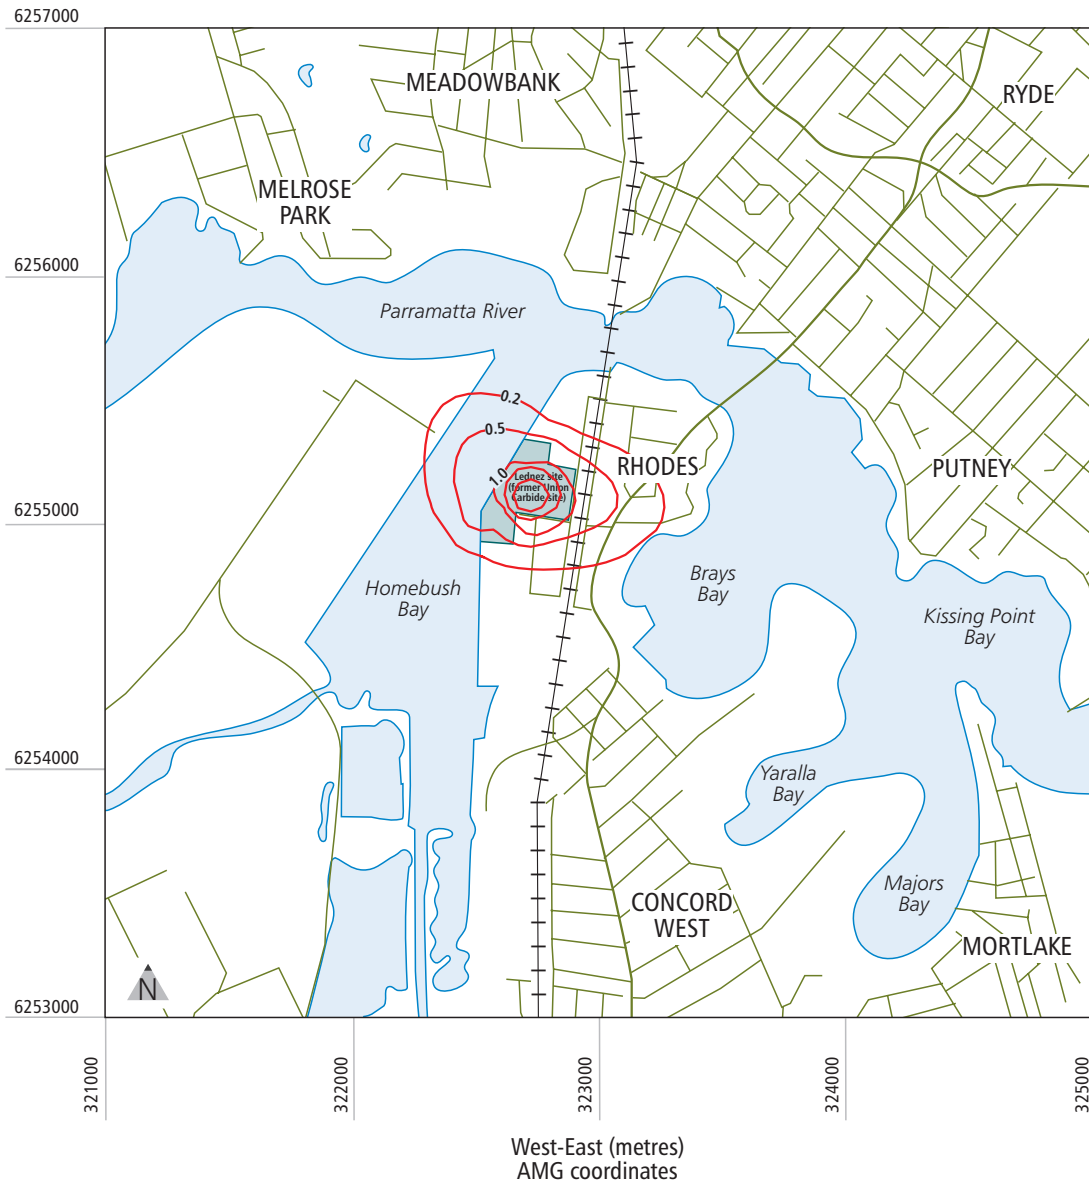 6257000
MEADOWBANK
RYDE
MELROSE
PARK
6256000
Parramatta River
0.2
0.5
1.0
RHODES
PUTNEY
Lednez site
(former Union
Carbide site)
6255000
Homebush
Bay
Brays
Bay
Kissing Point
Bay
6254000
Yaralla
Bay
Majors
Bay
CONCORD
WEST
MORTLAKE
N
6253000
321000
322000
323000
324000
325000
West-East (metres)
AMG coordinates